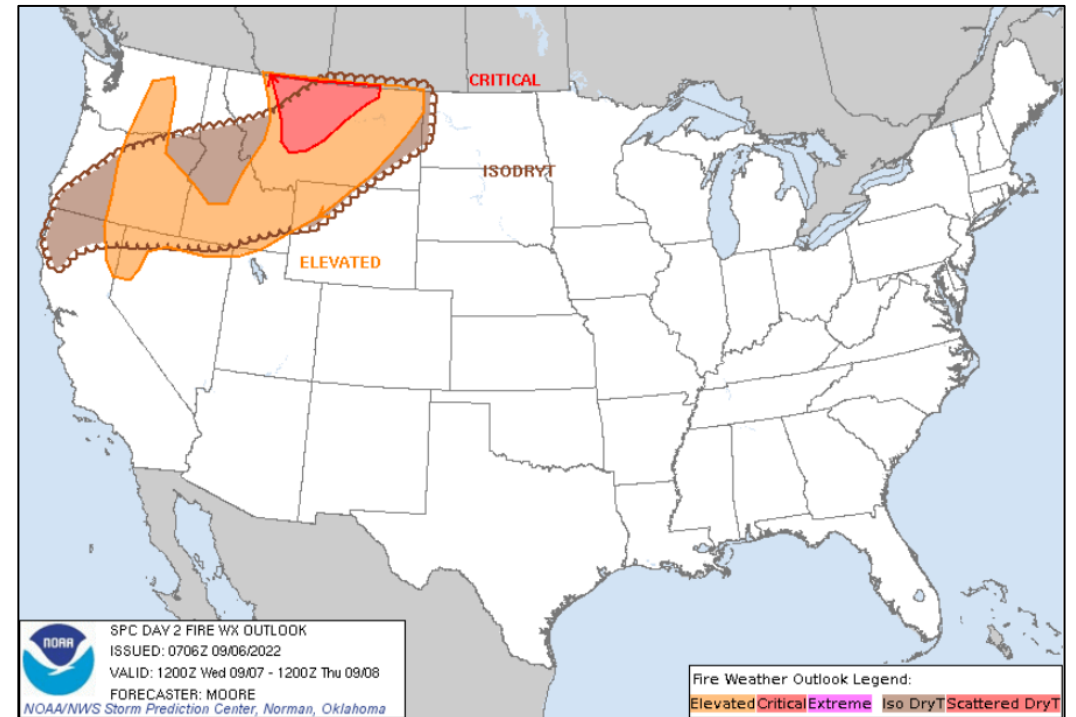 CRITICAL
ISODRYT
ELEVATED
NOAA
SPC DAY 2 FIRE WX OUTLOOK
ISSUED: 0706Z 09/06/2022
VALID: 1200Z Wed 09/07 - 1200Z Thu 09/08
FORECASTER: MOORE
NOAA/NWS Storm Prediction Center, Norman, Oklahoma
Fire Weather Outlook Legend:
Elevated Critical Extreme Iso DryT Scattered DryT